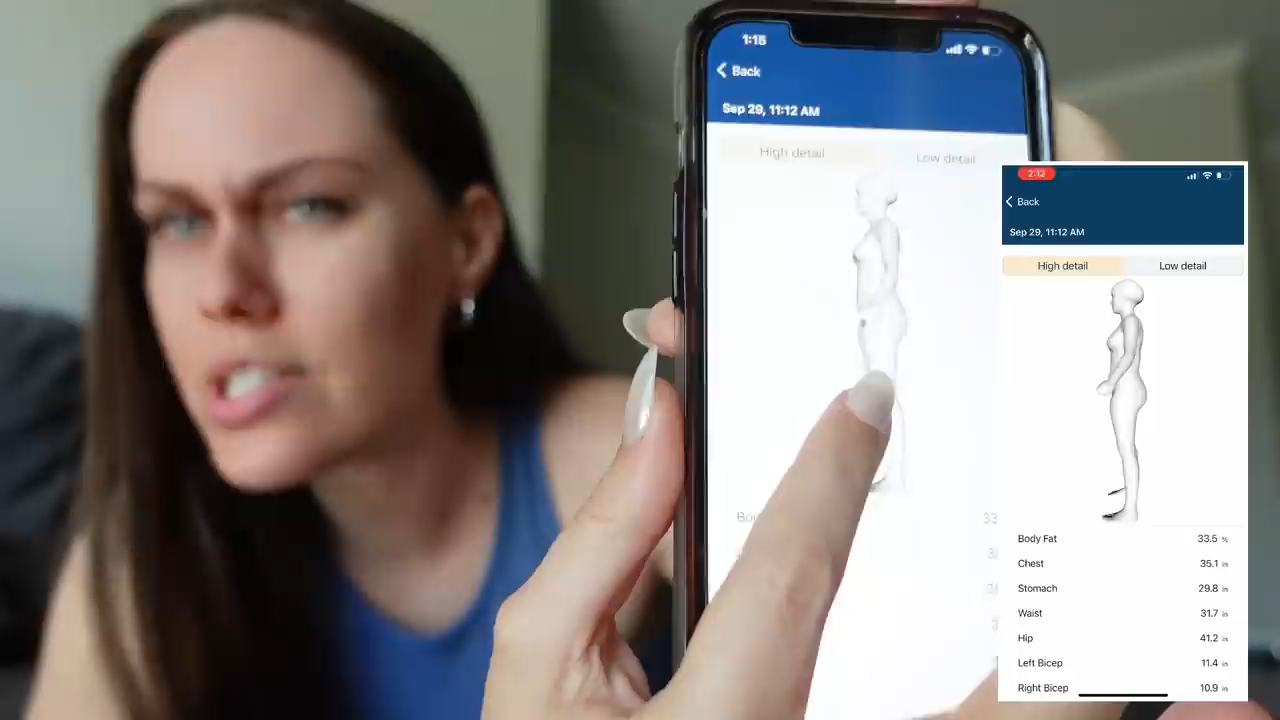 1:15
Back
Sep 29, 11:12 AM
High detail Low detail
33
2:12
Back
Sep 29, 11:12 AM
High detail Low detail
Body Fat 33.5 %
Chest 35.1 in
Stomach 29.8 in
Waist 31.7 in
Hip 41.2 in
Left Bicep 11.4 in
Right Bicep 10.9 in